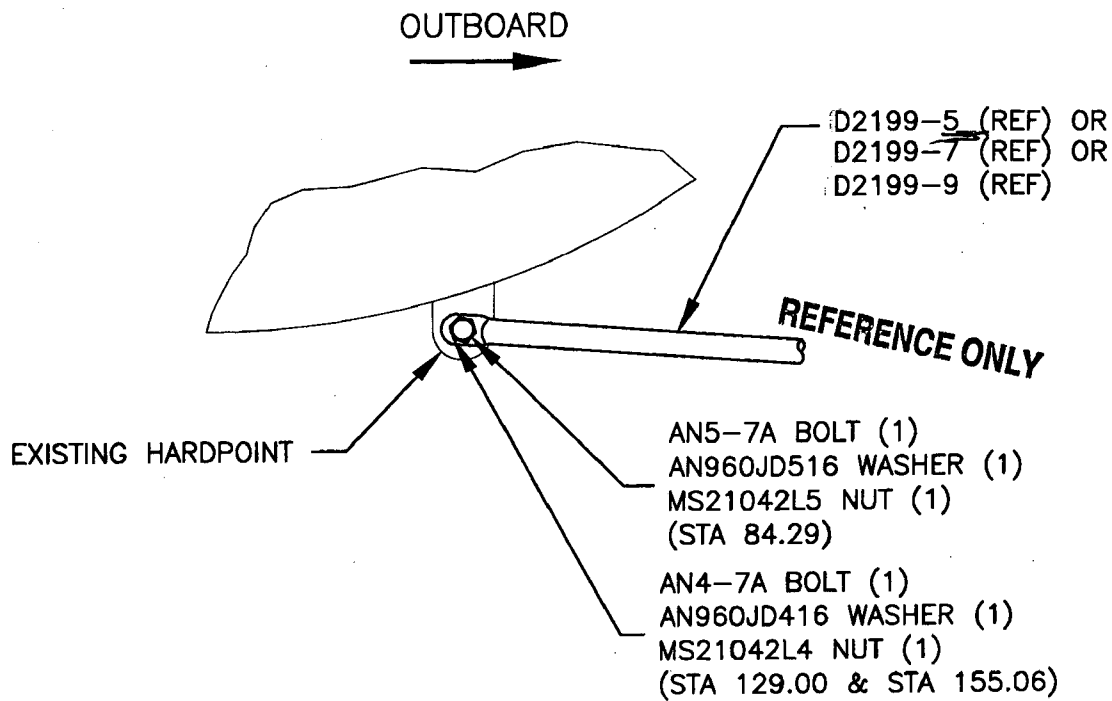 OUTBOARD
D2199-5 (REF) OR
D2199-7 (REF) OR
D2199-9 (REF)
REFERENCE ONLY
EXISTING HARDPOINT
AN5-7A BOLT (1)
AN960JD516 WASHER (1)
MS21042L5 NUT (1)
(STA 84.29)
AN4-7A BOLT (1)
AN960JD416 WASHER (1)
MS21042L4 NUT (1)
(STA 129.00 & STA 155.06)